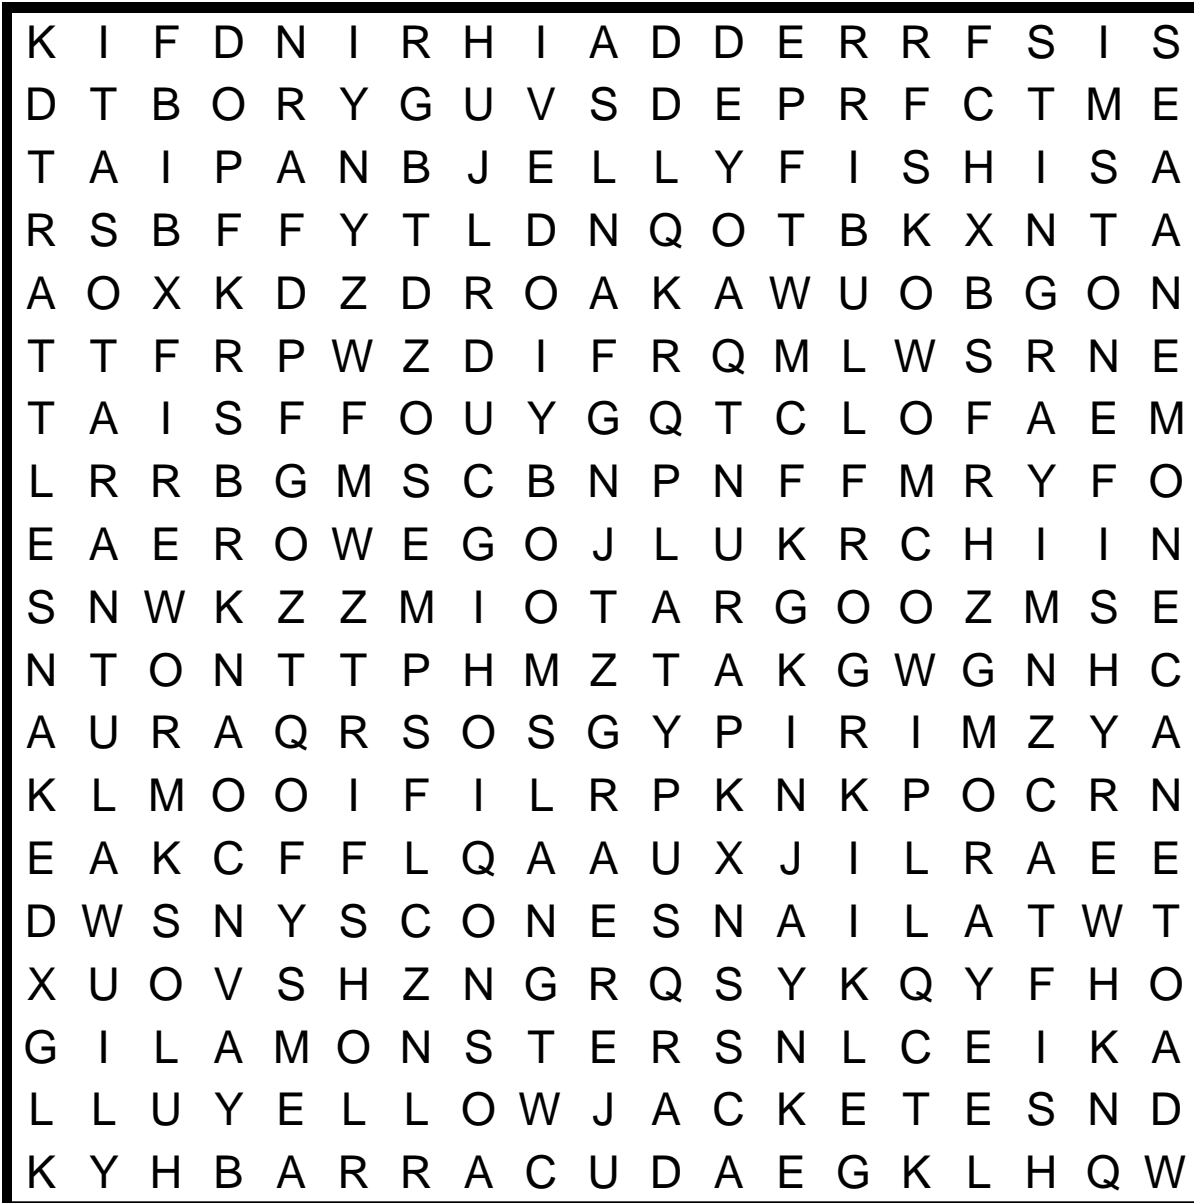 K I F D N I R H I A D D E R R F S I S
D T B O R Y G U V S D E P R F C T M E
T A I P A N B J E L L Y F I S H I S A
R S B F F Y T L D N Q O T B K X N T A
A O X K D Z D R O A K A W U O B G O N
T T F R P W Z D I F R Q M L W S R N E
T A I S F F O U Y G Q T C L O F A E M
L R R B G M S C B N P N F F M R Y F O
E A E R O W E G O J L U K R C H I I N
S N W K Z Z M I O T A R G O O Z M S E
N T O N T T P H M Z T A K G W G N H C
A U R A Q R S O S G Y P I R I M Z Y A
K L M O O I F I L R P K N K P O C R N
E A K C F F L Q A A U X J I L R A E E
D W S N Y S C O N E S N A I L A T W T
X U O V S H Z N G R Q S Y K Q Y F H O
G I L A M O N S T E R S N L C E I K A
L L U Y E L L O W J A C K E T E S N D
K Y H B A R R A C U D A E G K L H Q W